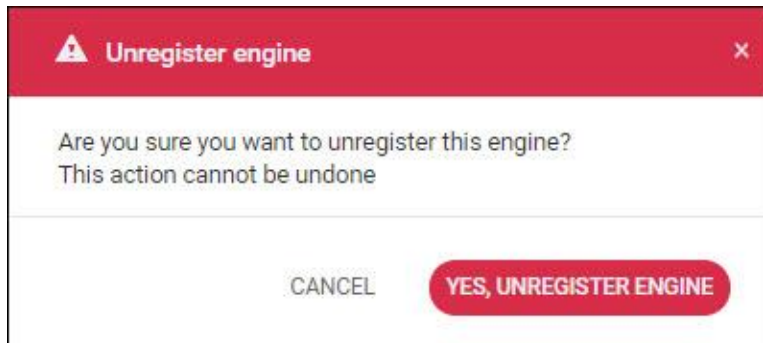 Unregister engine
Are you sure you want to unregister this engine?
This action cannot be undone
CANCEL
YES, UNREGISTER ENGINE